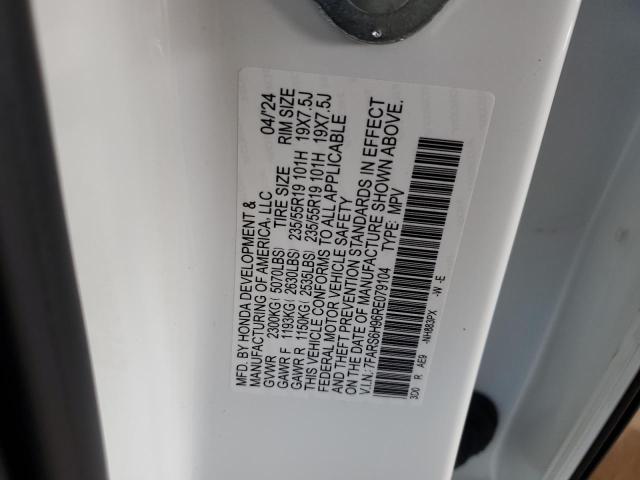 MFD. BY HONDA DEVELOPMENT &
MANUFACTURING OF AMERICA, LLC 04/'24
GVWR 2300KG( 5070LBS) TIRE SIZE RIM SIZE
GAWR F 1193KG( 2630LBS) 235/55R19 101H 19X7.5J
GAWR R 1150KG( 2535LBS) 235/55R19 101H 19X7.5J
THIS VEHICLE CONFORMS TO ALL APPLICABLE
FEDERAL MOTOR VEHICLE SAFETY
AND THEFT PREVENTION STANDARDS IN EFFECT
ON THE DATE OF MANUFACTURE SHOWN ABOVE.
V.I.N.: 7FARS6H96RE079104 TYPE: MPV
3D0 R AE9 -NH883PX -W -E